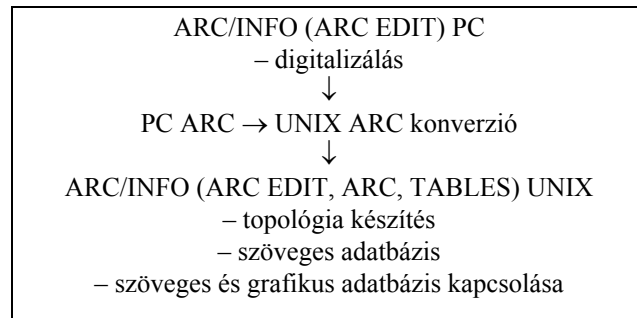 ARC/INFO (ARC EDIT) PC
– digitalizálás
↓
PC ARC → UNIX ARC konverzió
↓
ARC/INFO (ARC EDIT, ARC, TABLES) UNIX
– topológia készítés
– szöveges adatbázis
– szöveges és grafikus adatbázis kapcsolása